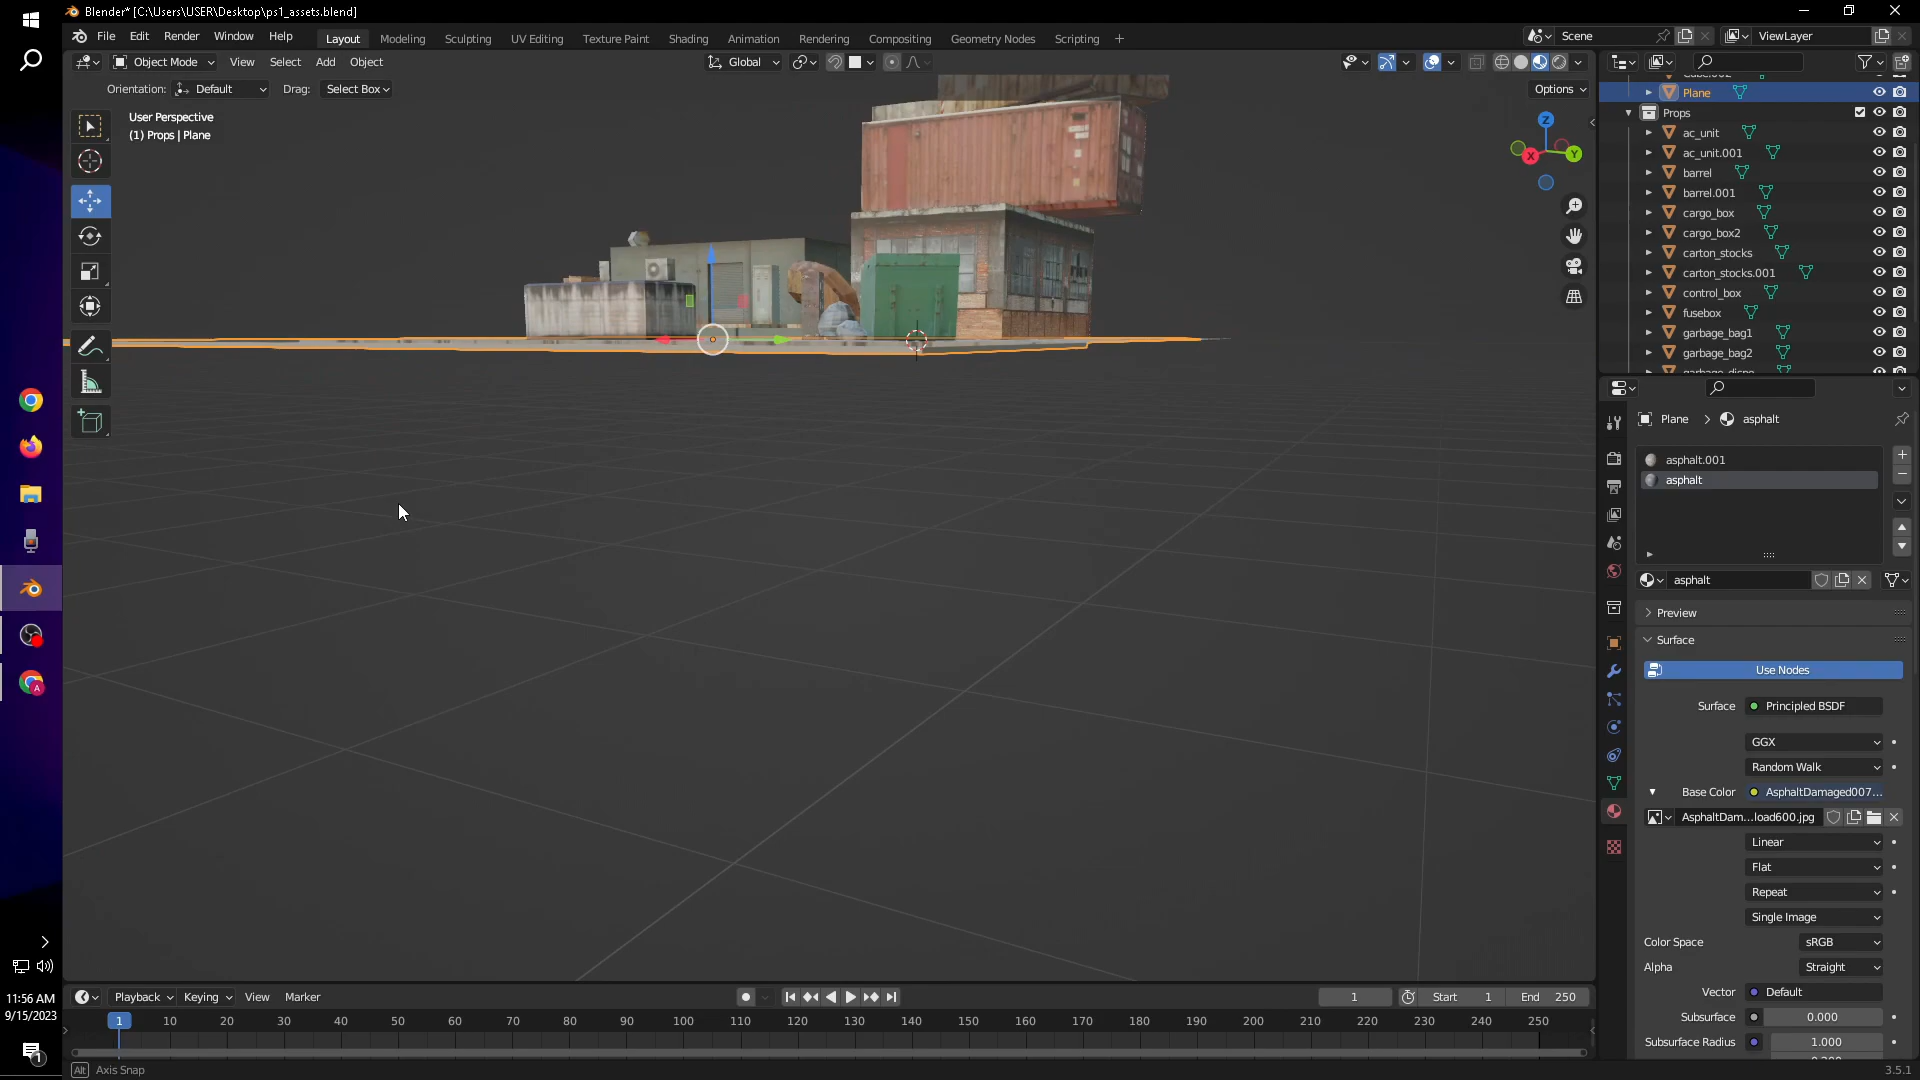 Blender* [C:\Users\USER\Desktop\ps1_assets.blend]
File Edit Render Window Help Layout Modeling Sculpting UV Editing Texture Paint Shading Animation Rendering Compositing Geometry Nodes Scripting + Scene ViewLayer
Object Mode View Select Add Object Global
Orientation: Default Drag: Select Box Options
User Perspective
(1) Props | Plane
Z
X
Y
Plane
Props
ac_unit
ac_unit.001
barrel
barrel.001
cargo_box
cargo_box2
carton_stocks
carton_stocks.001
control_box
fusebox
garbage_bag1
garbage_bag2
Plane > asphalt
asphalt.001
asphalt
asphalt
Preview
Surface
Use Nodes
Surface Principled BSDF
GGX
Random Walk
Base Color AsphaltDamaged007...
AsphaltDam...load600.jpg
Linear
Flat
Repeat
Single Image
Color Space sRGB
Alpha Straight
Vector Default
Subsurface 0.000
Subsurface Radius 1.000
Playback Keying View Marker 1 Start 1 End 250
1 10 20 30 40 50 60 70 80 90 100 110 120 130 140 150 160 170 180 190 200 210 220 230 240 250
Alt Axis Snap 3.5.1
11:56 AM
9/15/2023
1